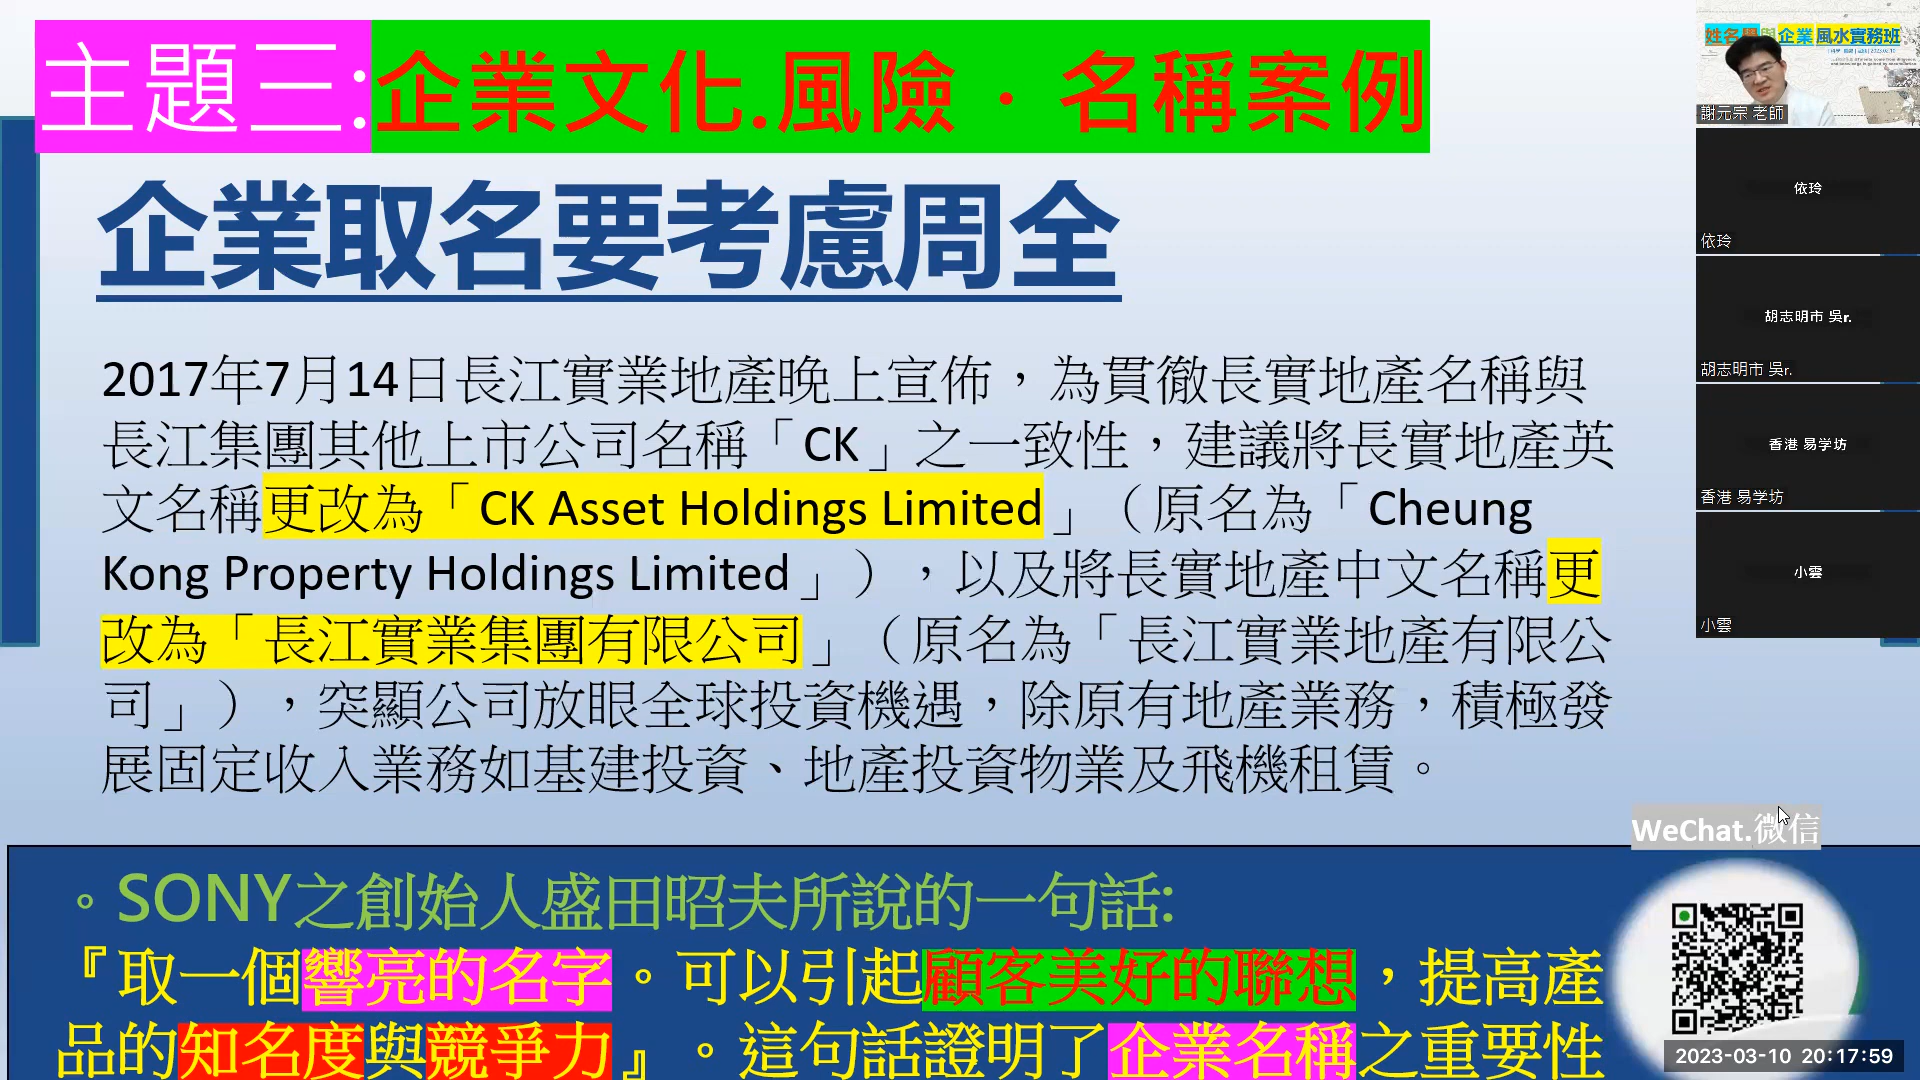 主題三:企業文化.風險．名稱案例
企業取名要考慮周全
2017年7月14日長江實業地產晚上宣佈，為貫徹長實地產名稱與
長江集團其他上市公司名稱「CK」之一致性，建議將長實地產英
文名稱更改為「CK Asset Holdings Limited」（原名為「Cheung
Kong Property Holdings Limited」），以及將長實地產中文名稱更
改為「長江實業集團有限公司」（原名為「長江實業地產有限公
司」），突顯公司放眼全球投資機遇，除原有地產業務，積極發
展固定收入業務如基建投資、地產投資物業及飛機租賃。
WeChat.微信
。SONY之創始人盛田昭夫所說的一句話:
『取一個響亮的名字。可以引起顧客美好的聯想，提高產
品的知名度與競爭力』。這句話證明了企業名稱之重要性
2023-03-10 20:17:59
姓名學與企業風水實務班
謝元宗 老師
依玲
依玲
胡志明市 吳r.
胡志明市 吳r.
香港 易学坊
香港 易学坊
小雲
小雲